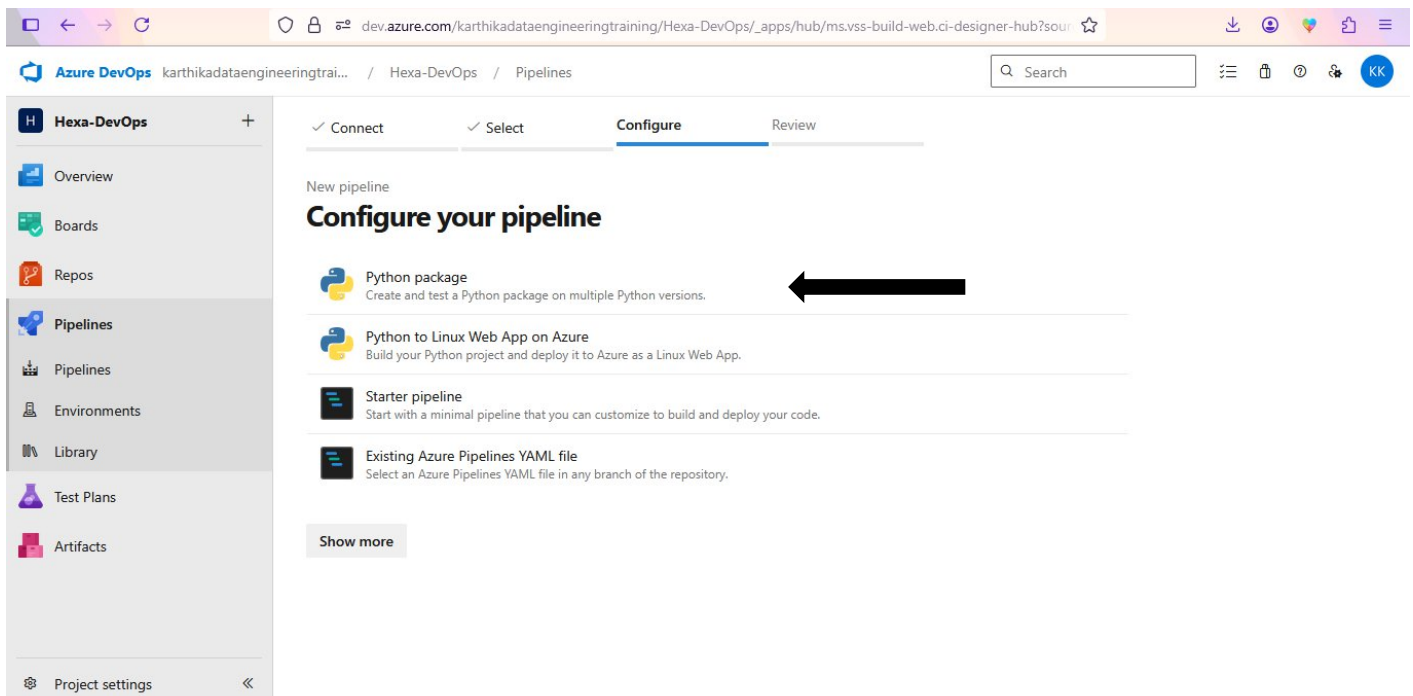 dev.azure.com/karthikadataengineeringtraining/Hexa-DevOps/_apps/hub/ms.vss-build-web.ci-designer-hub?sour
Azure DevOps karthikadataengineeringtrai... / Hexa-DevOps / Pipelines
Search
KK
H Hexa-DevOps
Overview
Boards
Repos
Pipelines
Pipelines
Environments
Library
Test Plans
Artifacts
Project settings
Connect Select Configure Review
New pipeline
Configure your pipeline
Python package
Create and test a Python package on multiple Python versions.
Python to Linux Web App on Azure
Build your Python project and deploy it to Azure as a Linux Web App.
Starter pipeline
Start with a minimal pipeline that you can customize to build and deploy your code.
Existing Azure Pipelines YAML file
Select an Azure Pipelines YAML file in any branch of the repository.
Show more